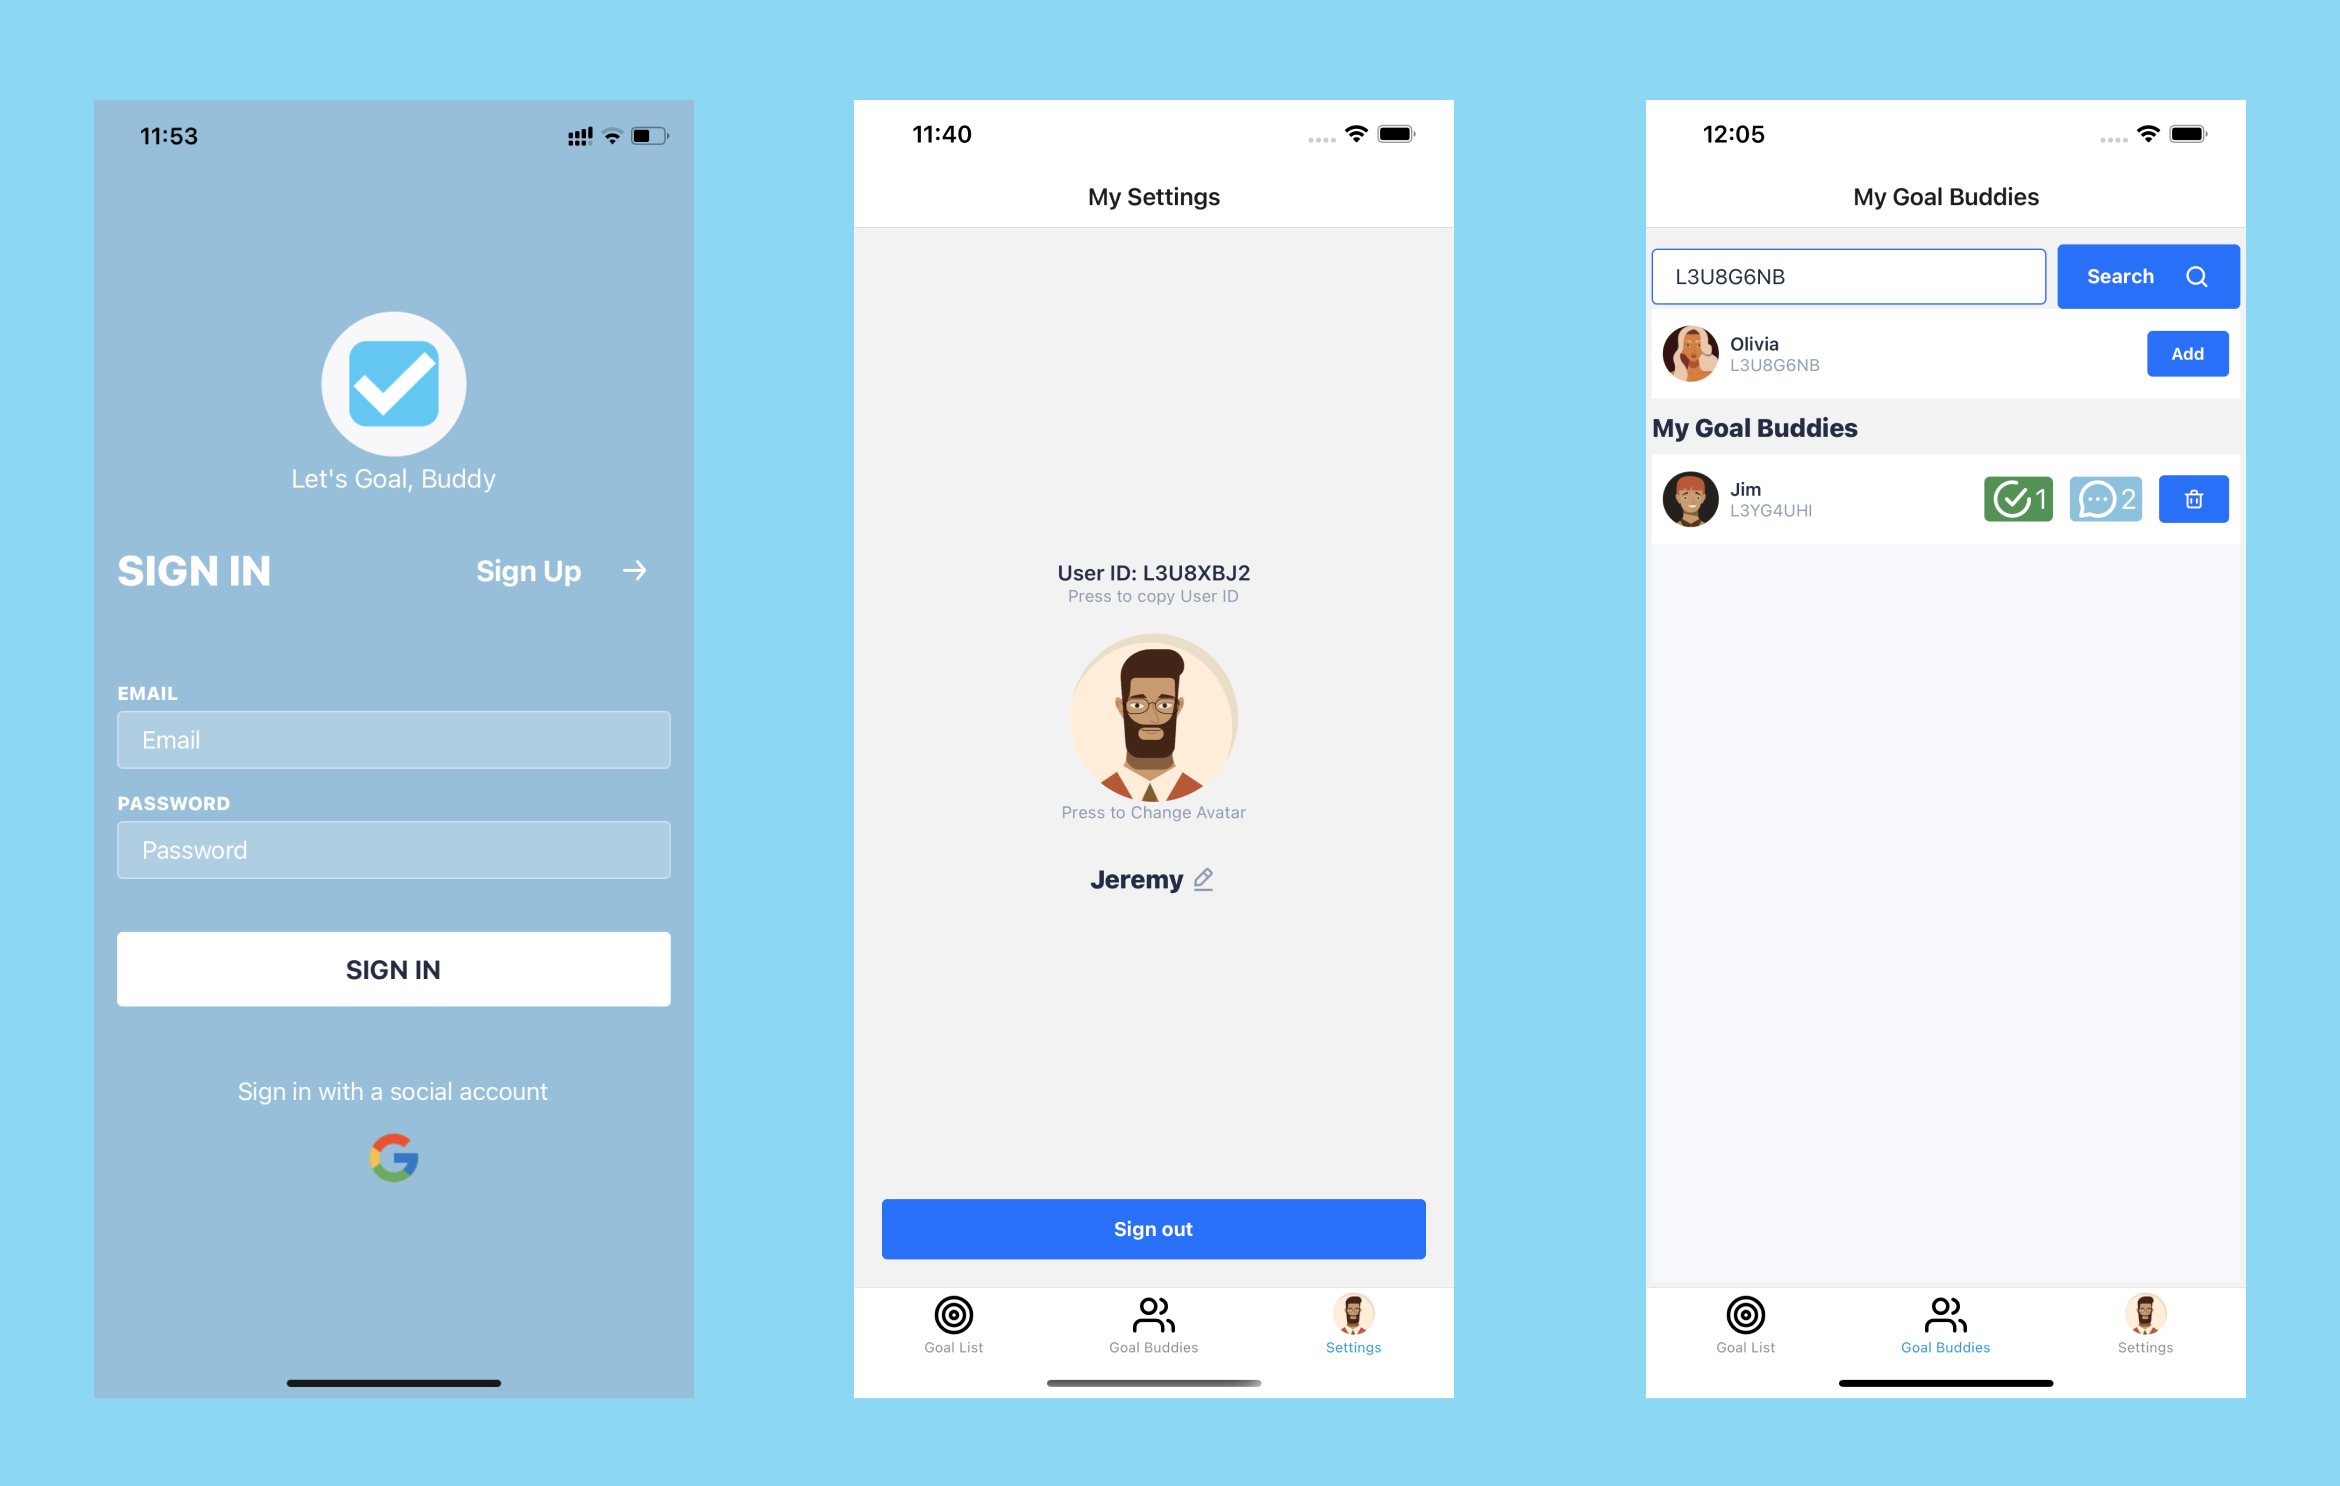 11:53
Let's Goal, Buddy
SIGN IN
Sign Up
EMAIL
Email
PASSWORD
Password
SIGN IN
Sign in with a social account
11:40
My Settings
User ID: L3U8XBJ2
Press to copy User ID
Press to Change Avatar
Jeremy
Sign out
Goal List
Goal Buddies
Settings
12:05
My Goal Buddies
L3U8G6NB
Search
Olivia
L3U8G6NB
Add
My Goal Buddies
Jim
L3YG4UHI
1
2
Goal List
Goal Buddies
Settings